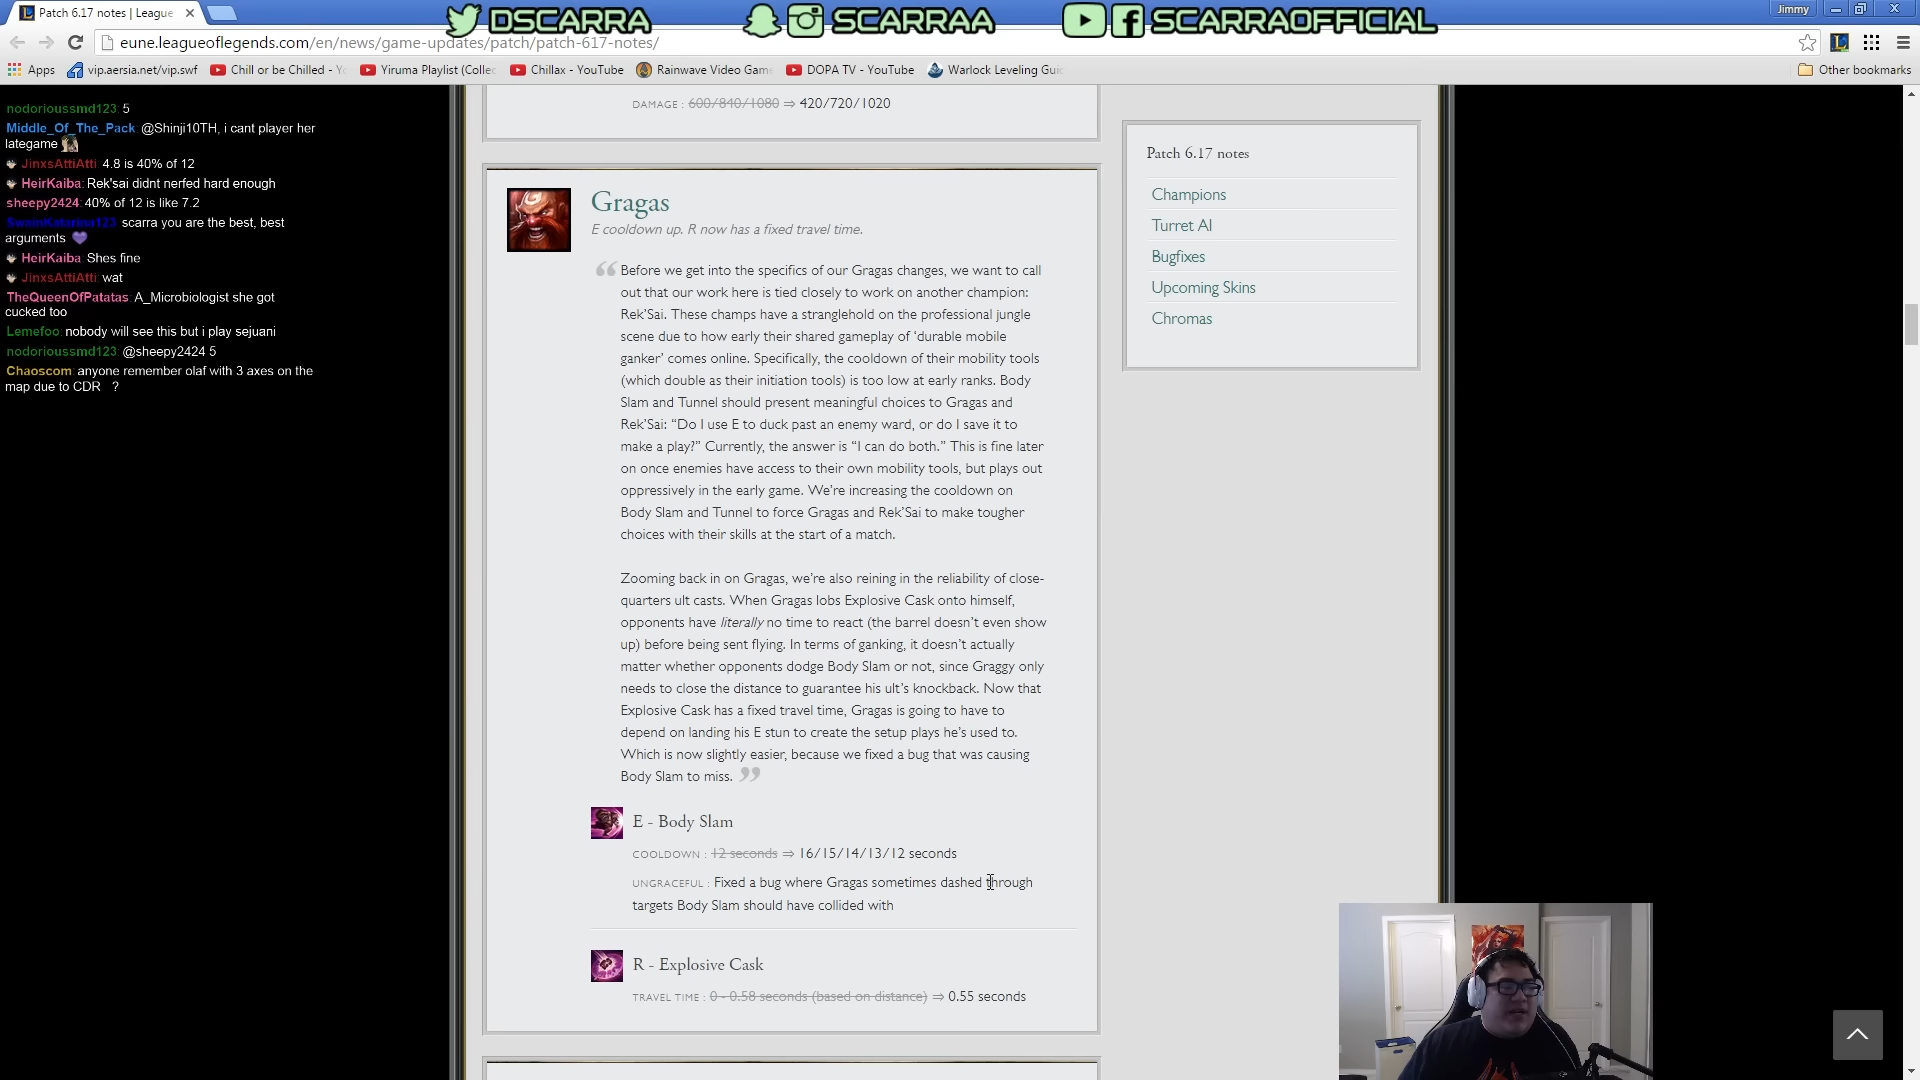 Patch 6.17 notes | League
DSCARRA
SCARRAA
SCARRAOFFICIAL
Jimmy
eune.leagueoflegends.com/en/news/game-updates/patch/patch-617-notes/
Apps
vip.aersia.net/vip.swf
Chill or be Chilled - Yo
Yiruma Playlist (Collec
Chillax - YouTube
Rainwave Video Game
DOPA TV - YouTube
Warlock Leveling Guid
Other bookmarks
nodorioussmd123: 5
Middle_Of_The_Pack: @Shinji10TH, i cant player her
lategame
JinxsAttiAtti: 4.8 is 40% of 12
HeirKaiba: Rek'sai didnt nerfed hard enough
sheepy2424: 40% of 12 is like 7.2
SwainKatarina123: scarra you are the best, best
arguments 💜
HeirKaiba: Shes fine
JinxsAttiAtti: wat
TheQueenOfPatatas: A_Microbiologist she got
cucked too
Lemefoo: nobody will see this but i play sejuani
nodorioussmd123: @sheepy2424 5
Chaoscom: anyone remember olaf with 3 axes on the
map due to CDR ?
DAMAGE : 600/840/1080 ⇒ 420/720/1020
Gragas
E cooldown up. R now has a fixed travel time.
“ Before we get into the specifics of our Gragas changes, we want to call
out that our work here is tied closely to work on another champion:
Rek’Sai. These champs have a stranglehold on the professional jungle
scene due to how early their shared gameplay of ‘durable mobile
ganker’ comes online. Specifically, the cooldown of their mobility tools
(which double as their initiation tools) is too low at early ranks. Body
Slam and Tunnel should present meaningful choices to Gragas and
Rek’Sai: “Do I use E to duck past an enemy ward, or do I save it to
make a play?” Currently, the answer is “I can do both.” This is fine later
on once enemies have access to their own mobility tools, but plays out
oppressively in the early game. We’re increasing the cooldown on
Body Slam and Tunnel to force Gragas and Rek’Sai to make tougher
choices with their skills at the start of a match.
Zooming back in on Gragas, we’re also reining in the reliability of close-
quarters ult casts. When Gragas lobs Explosive Cask onto himself,
opponents have literally no time to react (the barrel doesn’t even show
up) before being sent flying. In terms of ganking, it doesn’t actually
matter whether opponents dodge Body Slam or not, since Graggy only
needs to close the distance to guarantee his ult’s knockback. Now that
Explosive Cask has a fixed travel time, Gragas is going to have to
depend on landing his E stun to create the setup plays he’s used to.
Which is now slightly easier, because we fixed a bug that was causing
Body Slam to miss. ”
E - Body Slam
COOLDOWN : 12 seconds ⇒ 16/15/14/13/12 seconds
UNGRACEFUL : Fixed a bug where Gragas sometimes dashed through
targets Body Slam should have collided with
R - Explosive Cask
TRAVEL TIME : 0 - 0.58 seconds (based on distance) ⇒ 0.55 seconds
Patch 6.17 notes
Champions
Turret AI
Bugfixes
Upcoming Skins
Chromas